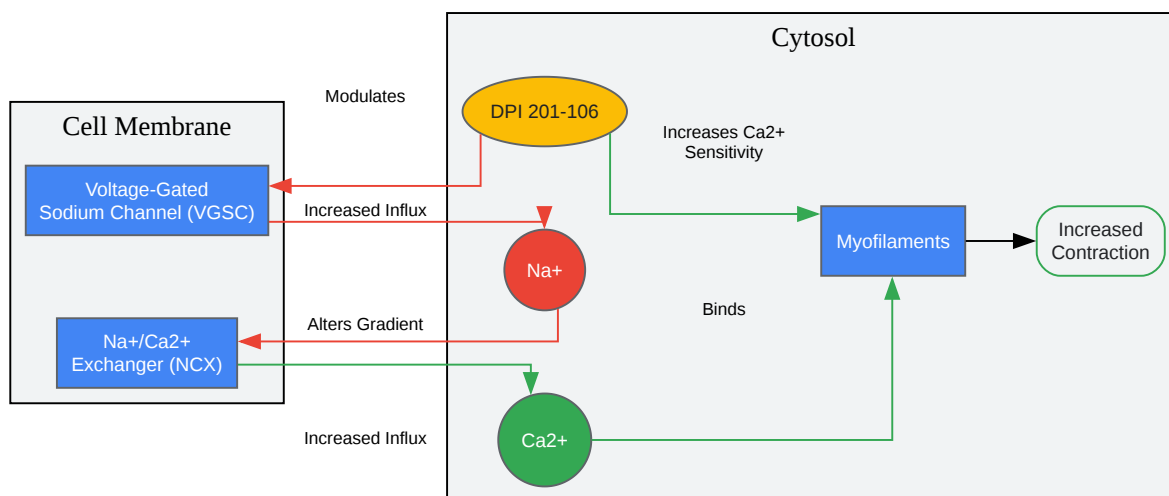 Cytosol
Modulates
DPI 201-106
Cell Membrane
Increases Ca2+
Sensitivity
Voltage-Gated
Sodium Channel (VGSC)
Increased Influx
Myofilaments
Increased
Contraction
Na+
Binds
Alters Gradient
Na+/Ca2+
Exchanger (NCX)
Increased Influx
Ca2+